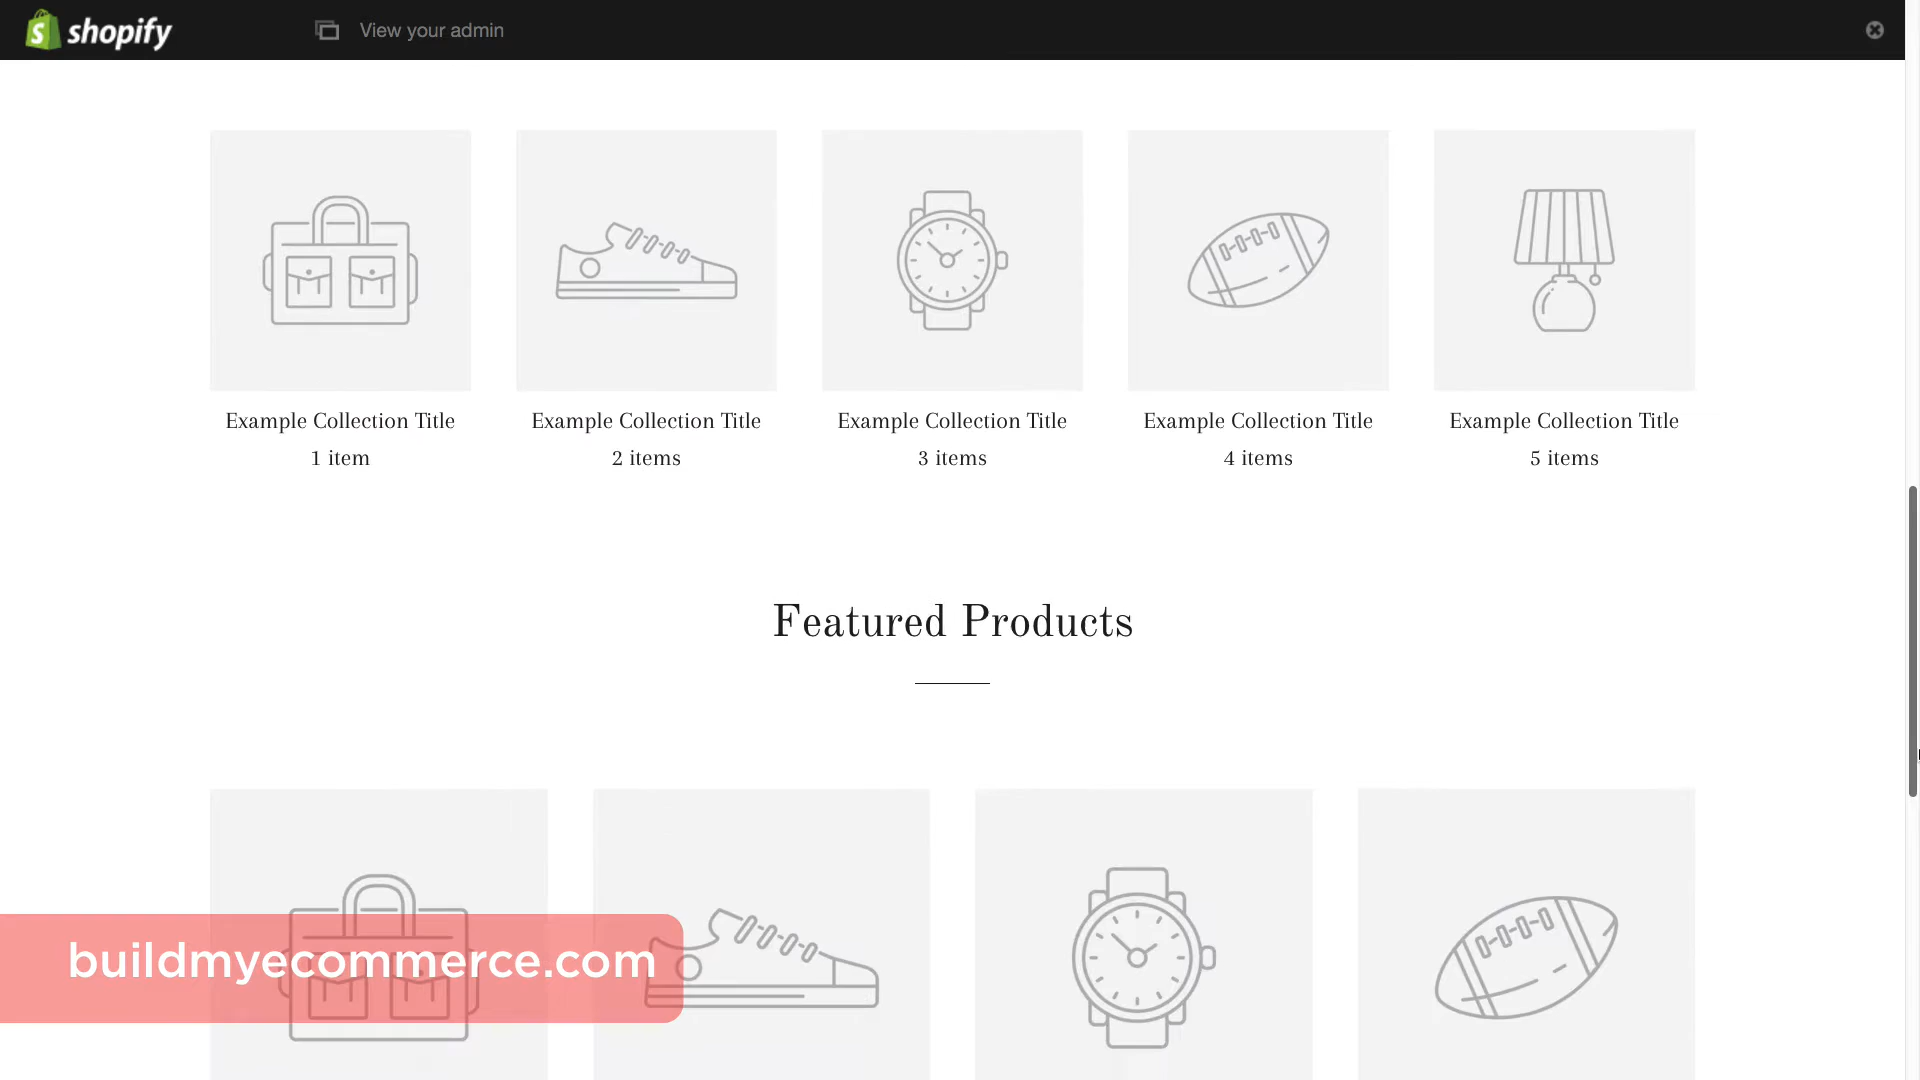 shopify View your admin
Example Collection Title Example Collection Title Example Collection Title Example Collection Title Example Collection Title
1 item 2 items 3 items 4 items 5 items
Featured Products
buildmyecommerce.com